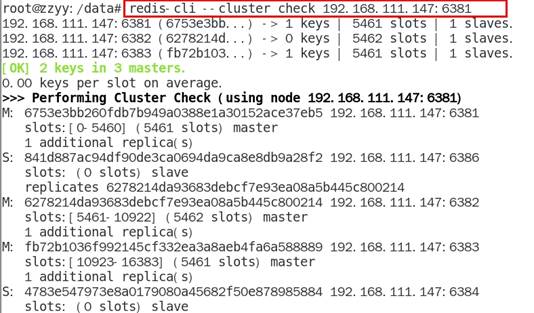 root@zzyy:/data# redis-cli --cluster check 192.168.111.147:6381
192.168.111.147:6381 (6753e3bb...) -> 1 keys | 5461 slots | 1 slaves.
192.168.111.147:6382 (6278214d...) -> 0 keys | 5462 slots | 1 slaves.
192.168.111.147:6383 (fb72b103...) -> 1 keys | 5461 slots | 1 slaves.
[OK] 2 keys in 3 masters.
0.00 keys per slot on average.
>>> Performing Cluster Check (using node 192.168.111.147:6381)
M: 6753e3bb260fdb7b949a0388e1a30152ace37eb5 192.168.111.147:6381
slots:[0-5460] (5461 slots) master
1 additional replica(s)
S: 841d887ac94df90de3ca0694da9ca8e8db9a28f2 192.168.111.147:6386
slots: (0 slots) slave
replicates 6278214da93683debcf7e93ea08a5b445c800214
M: 6278214da93683debcf7e93ea08a5b445c800214 192.168.111.147:6382
slots:[5461-10922] (5462 slots) master
1 additional replica(s)
M: fb72b1036f992145cf332ea3a8aeb4fa6a588889 192.168.111.147:6383
slots:[10923-16383] (5461 slots) master
1 additional replica(s)
S: 4783e547973e8a0179080a45682f50e878985884 192.168.111.147:6384
slots: (0 slots) slave